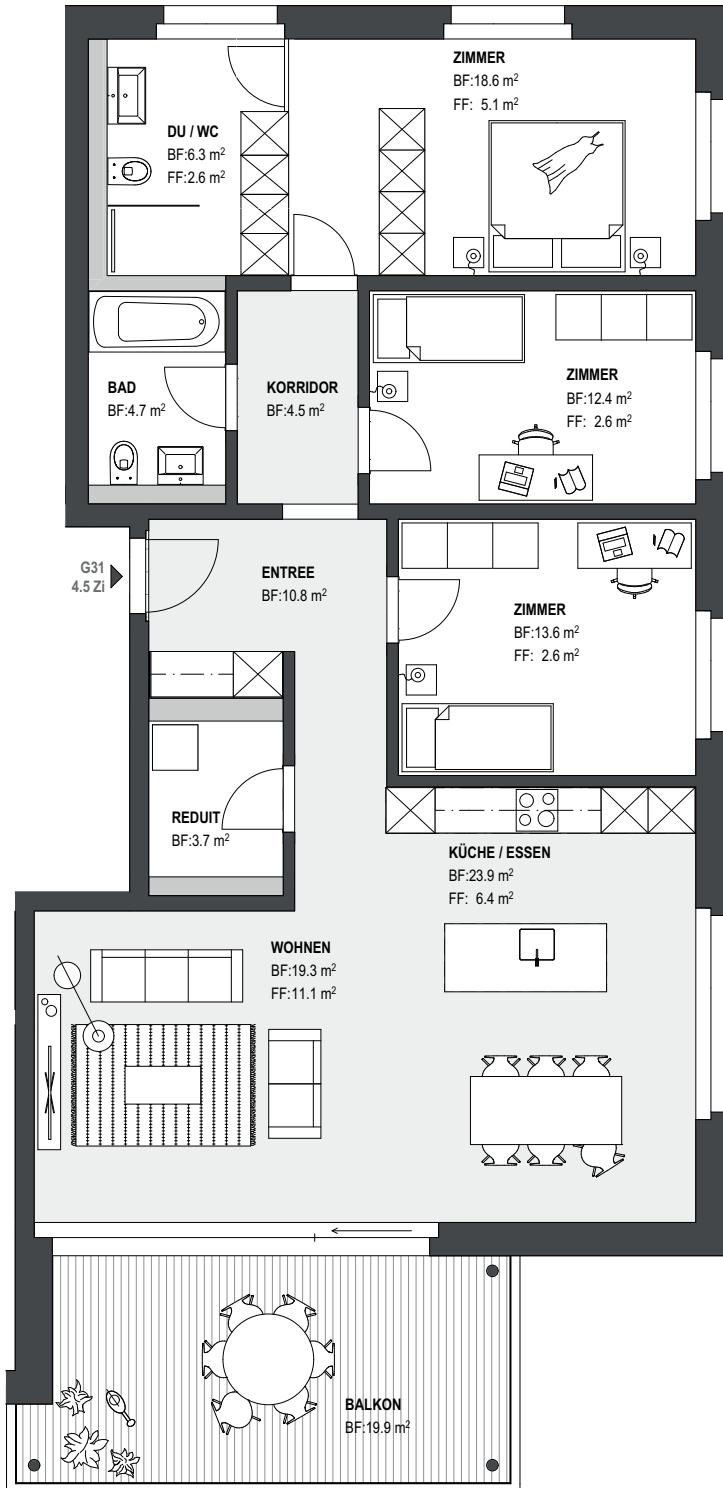 ZIMMER
BF:18.6 m²
FF: 5.1 m²
DU / WC
BF:6.3 m²
FF:2.6 m²
BAD
BF:4.7 m²
KORRIDOR
BF:4.5 m²
ZIMMER
BF:12.4 m²
FF: 2.6 m²
G31
4.5 Zi
ENTREE
BF:10.8 m²
ZIMMER
BF:13.6 m²
FF: 2.6 m²
REDUIT
BF:3.7 m²
KÜCHE / ESSEN
BF:23.9 m²
FF: 6.4 m²
WOHNEN
BF:19.3 m²
FF:11.1 m²
BALKON
BF:19.9 m²